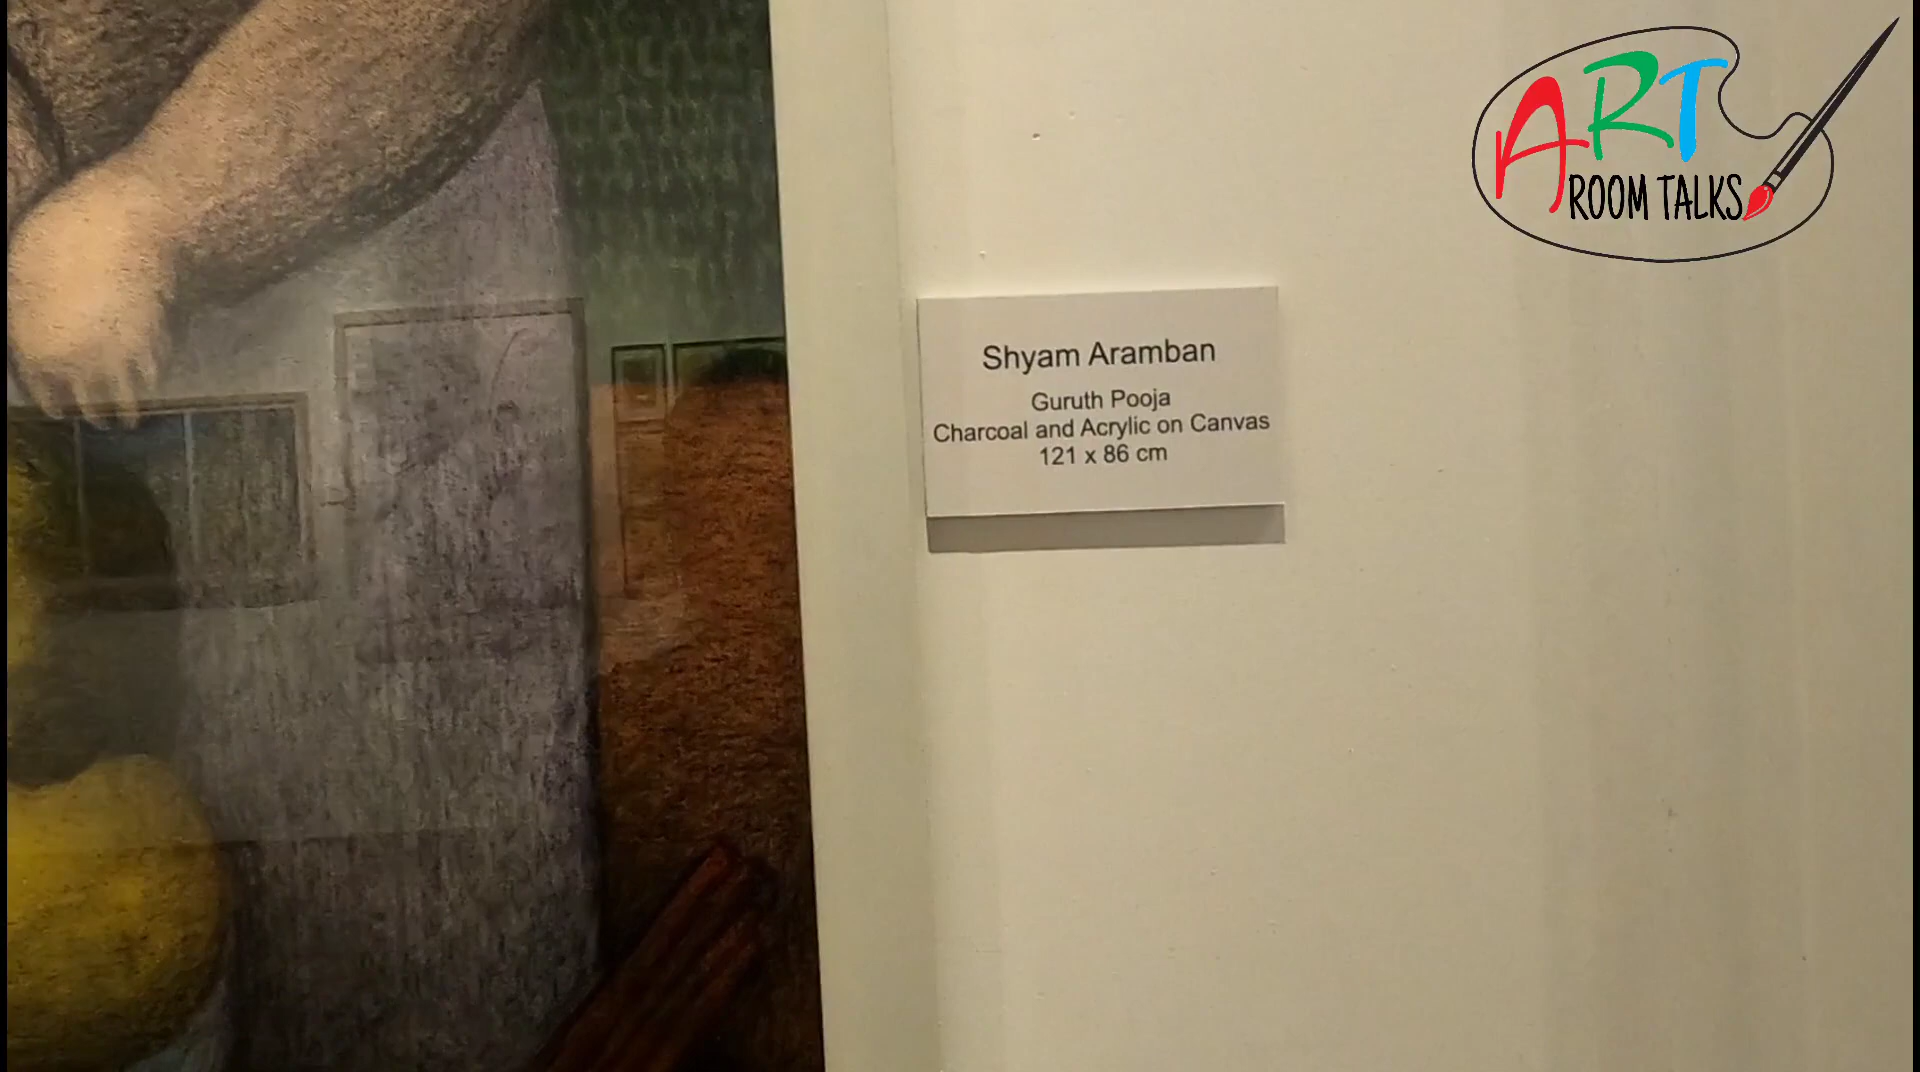 ART
ROOM TALKS
Shyam Aramban
Guruth Pooja
Charcoal and Acrylic on Canvas
121 x 86 cm